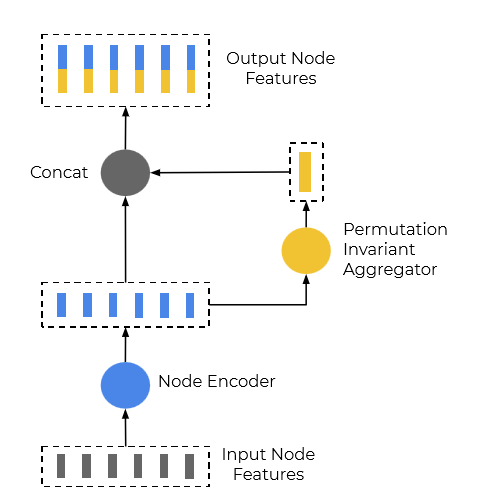 Output Node
Features
Concat
Permutation
Invariant
Aggregator
Node Encoder
Input Node
Features